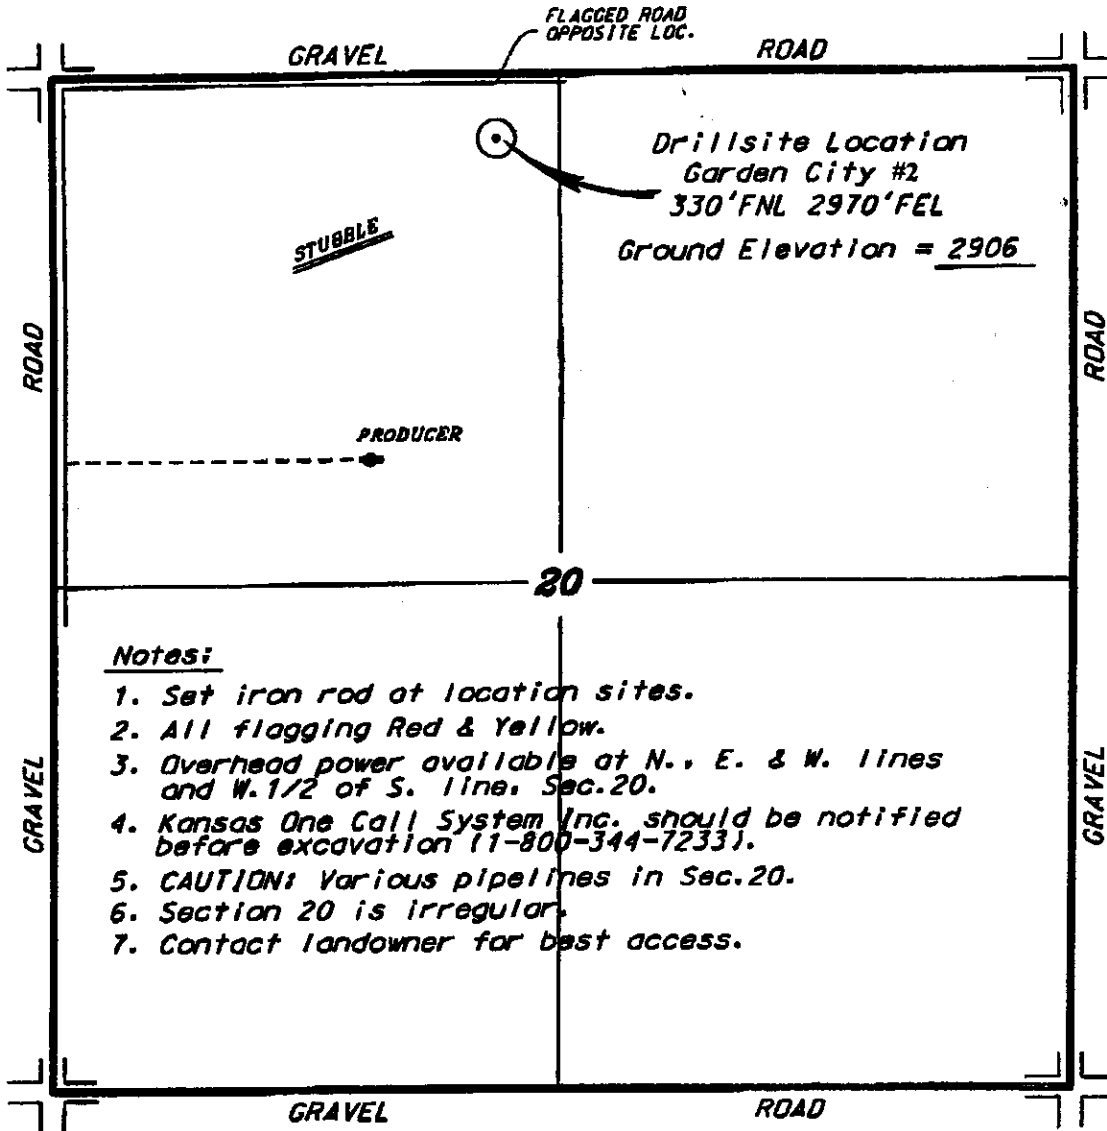 FLAGGED ROAD
OPPOSITE LOC.
GRAVEL
ROAD
Drillsite Location
Garden City #2
330'FNL 2970'FEL
Ground Elevation = 2906
STUBBLE
ROAD
ROAD
PRODUCER
20
Notes:
1. Set iron rod at location sites.
2. All flagging Red & Yellow.
3. Overhead power available at N., E. & W. lines
and W.1/2 of S. line, Sec.20.
4. Kansas One Call System Inc. should be notified
before excavation (1-800-344-7233).
5. CAUTION: Various pipelines in Sec.20.
6. Section 20 is irregular.
7. Contact landowner for best access.
GRAVEL
GRAVEL
GRAVEL
ROAD